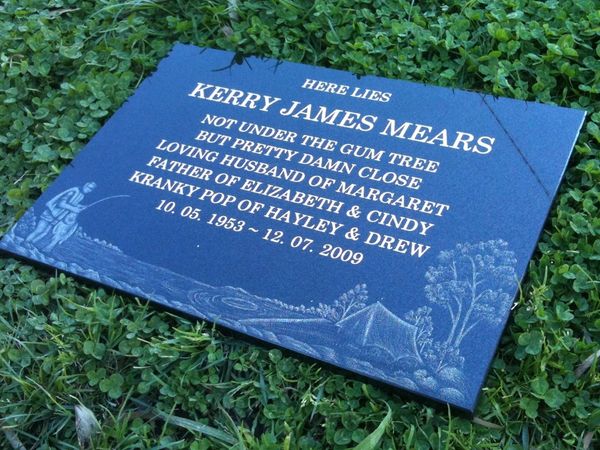 HERE LIES
KERRY JAMES MEARS
NOT UNDER THE GUM TREE
BUT PRETTY DAMN CLOSE
LOVING HUSBAND OF MARGARET
FATHER OF ELIZABETH & CINDY
KRANKY POP OF HAYLEY & DREW
10. 05. 1953 ~ 12. 07. 2009